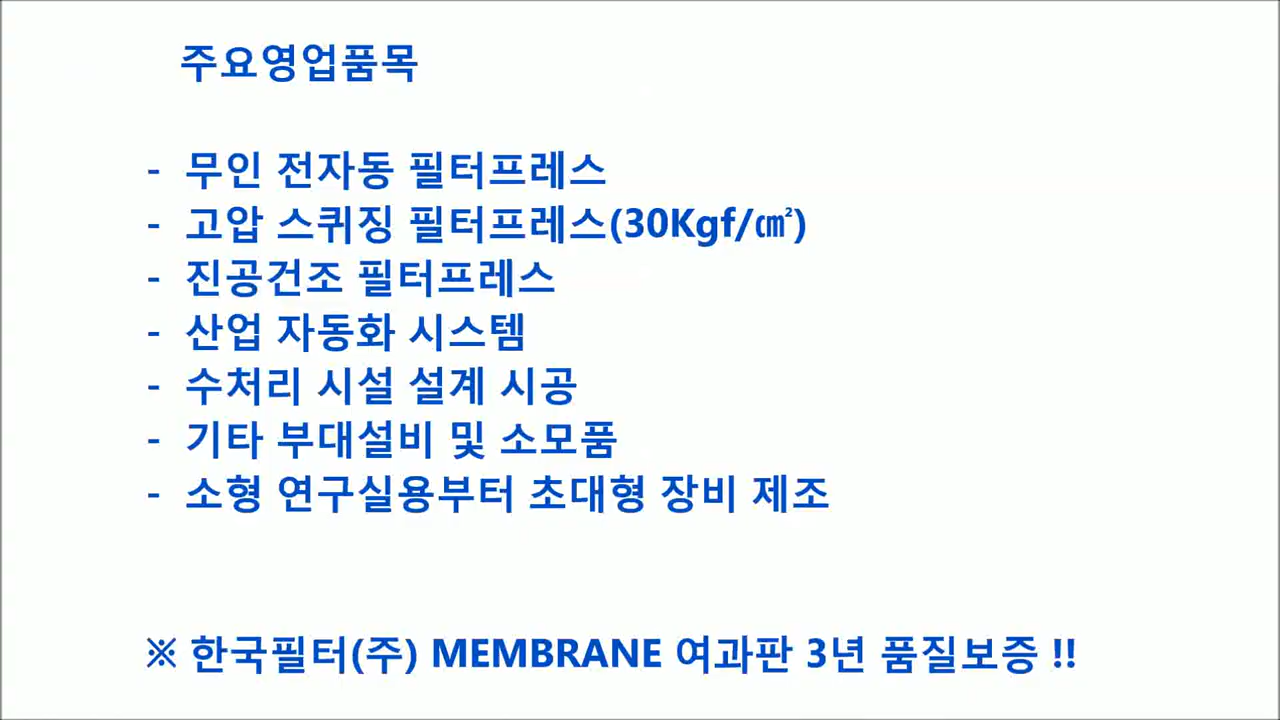 주요영업품목
- 무인 전자동 필터프레스
- 고압 스퀴징 필터프레스(30Kgf/㎠)
- 진공건조 필터프레스
- 산업 자동화 시스템
- 수처리 시설 설계 시공
- 기타 부대설비 및 소모품
- 소형 연구실용부터 초대형 장비 제조
※ 한국필터(주) MEMBRANE 여과판 3년 품질보증 !!